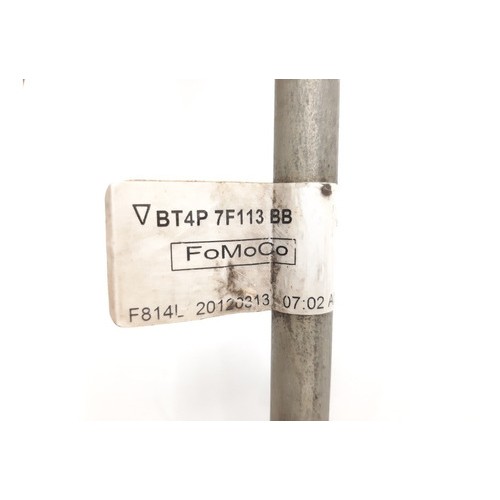 ▽ BT4P 7F113 BB
FoMoCo
F814L 20120313 07:02 A